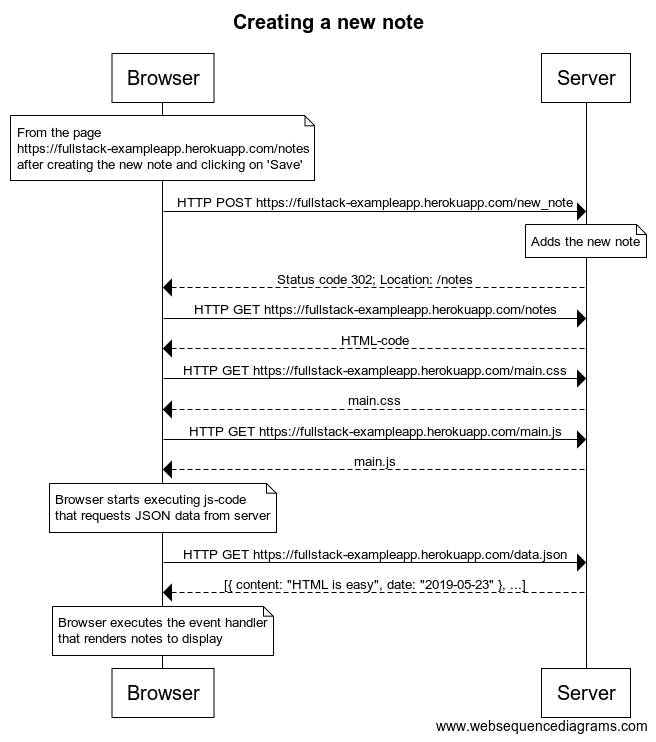 Creating a new note
Browser
Server
From the page
https://fullstack-exampleapp.herokuapp.com/notes
after creating the new note and clicking on 'Save'
HTTP POST https://fullstack-exampleapp.herokuapp.com/new_note
Adds the new note
Status code 302; Location: /notes
HTTP GET https://fullstack-exampleapp.herokuapp.com/notes
HTML-code
HTTP GET https://fullstack-exampleapp.herokuapp.com/main.css
main.css
HTTP GET https://fullstack-exampleapp.herokuapp.com/main.js
main.js
Browser starts executing js-code
that requests JSON data from server
HTTP GET https://fullstack-exampleapp.herokuapp.com/data.json
[{ content: "HTML is easy", date: "2019-05-23" }, ...]
Browser executes the event handler
that renders notes to display
Browser
Server
www.websequencediagrams.com